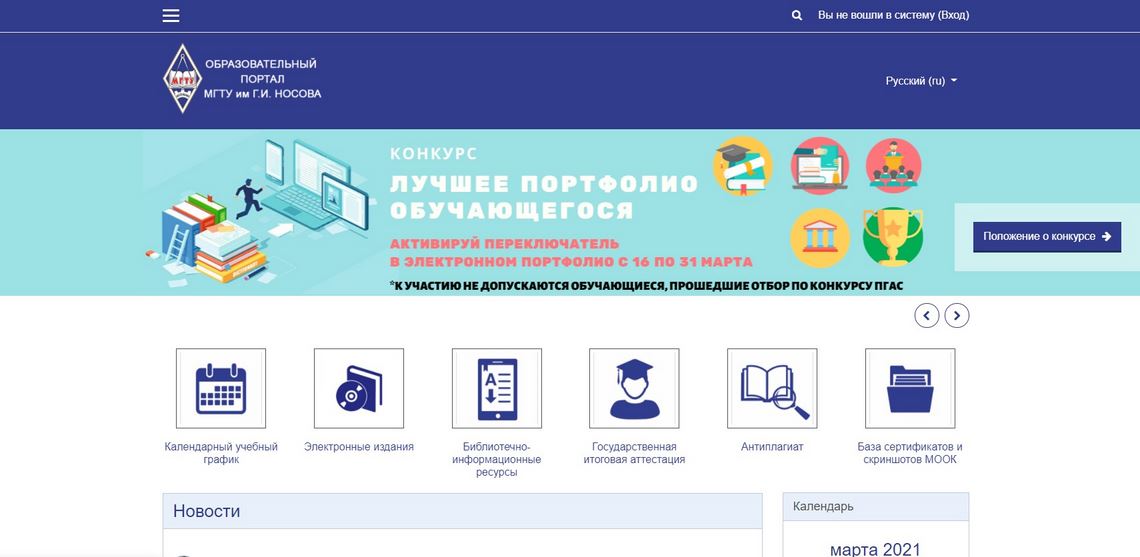 Вы не вошли в систему (Вход)
ОБРАЗОВАТЕЛЬНЫЙ
ПОРТАЛ
МГТУ им Г.И. НОСОВА
МГТУ
Русский (ru)
КОНКУРС
ЛУЧШЕЕ ПОРТФОЛИО
ОБУЧАЮЩЕГОСЯ
АКТИВИРУЙ ПЕРЕКЛЮЧАТЕЛЬ
В ЭЛЕКТРОННОМ ПОРТФОЛИО С 16 ПО 31 МАРТА
*К УЧАСТИЮ НЕ ДОПУСКАЮТСЯ ОБУЧАЮЩИЕСЯ, ПРОШЕДШИЕ ОТБОР ПО КОНКУРСУ ПГАС
Положение о конкурсе
A
Календарный учебный
график
Электронные издания
Библиотечно-
информационные
ресурсы
Государственная
итоговая аттестация
Антиплагиат
База сертификатов и
скриншотов МООК
Новости
Календарь
марта 2021